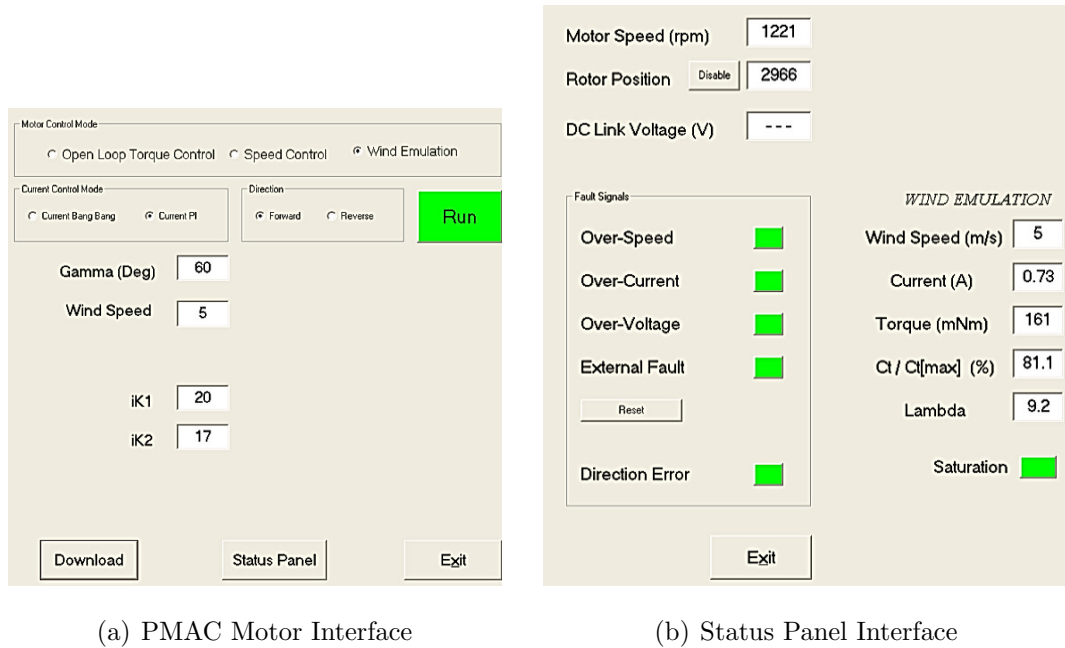 Motor Control Mode
Open Loop Torque Control Speed Control Wind Emulation
Current Control Mode
Current Bang Bang Current PI
Direction
Forward Reverse
Run
Gamma (Deg) 60
Wind Speed 5
iK1 20
iK2 17
Download Status Panel Exit
(a) PMAC Motor Interface
Motor Speed (rpm) 1221
Rotor Position Disable 2966
DC Link Voltage (V) ---
Fault Signals
Over-Speed
Over-Current
Over-Voltage
External Fault
Reset
Direction Error
WIND EMULATION
Wind Speed (m/s) 5
Current (A) 0.73
Torque (mNm) 161
Ct / Ct[max] (%) 81.1
Lambda 9.2
Saturation
Exit
(b) Status Panel Interface